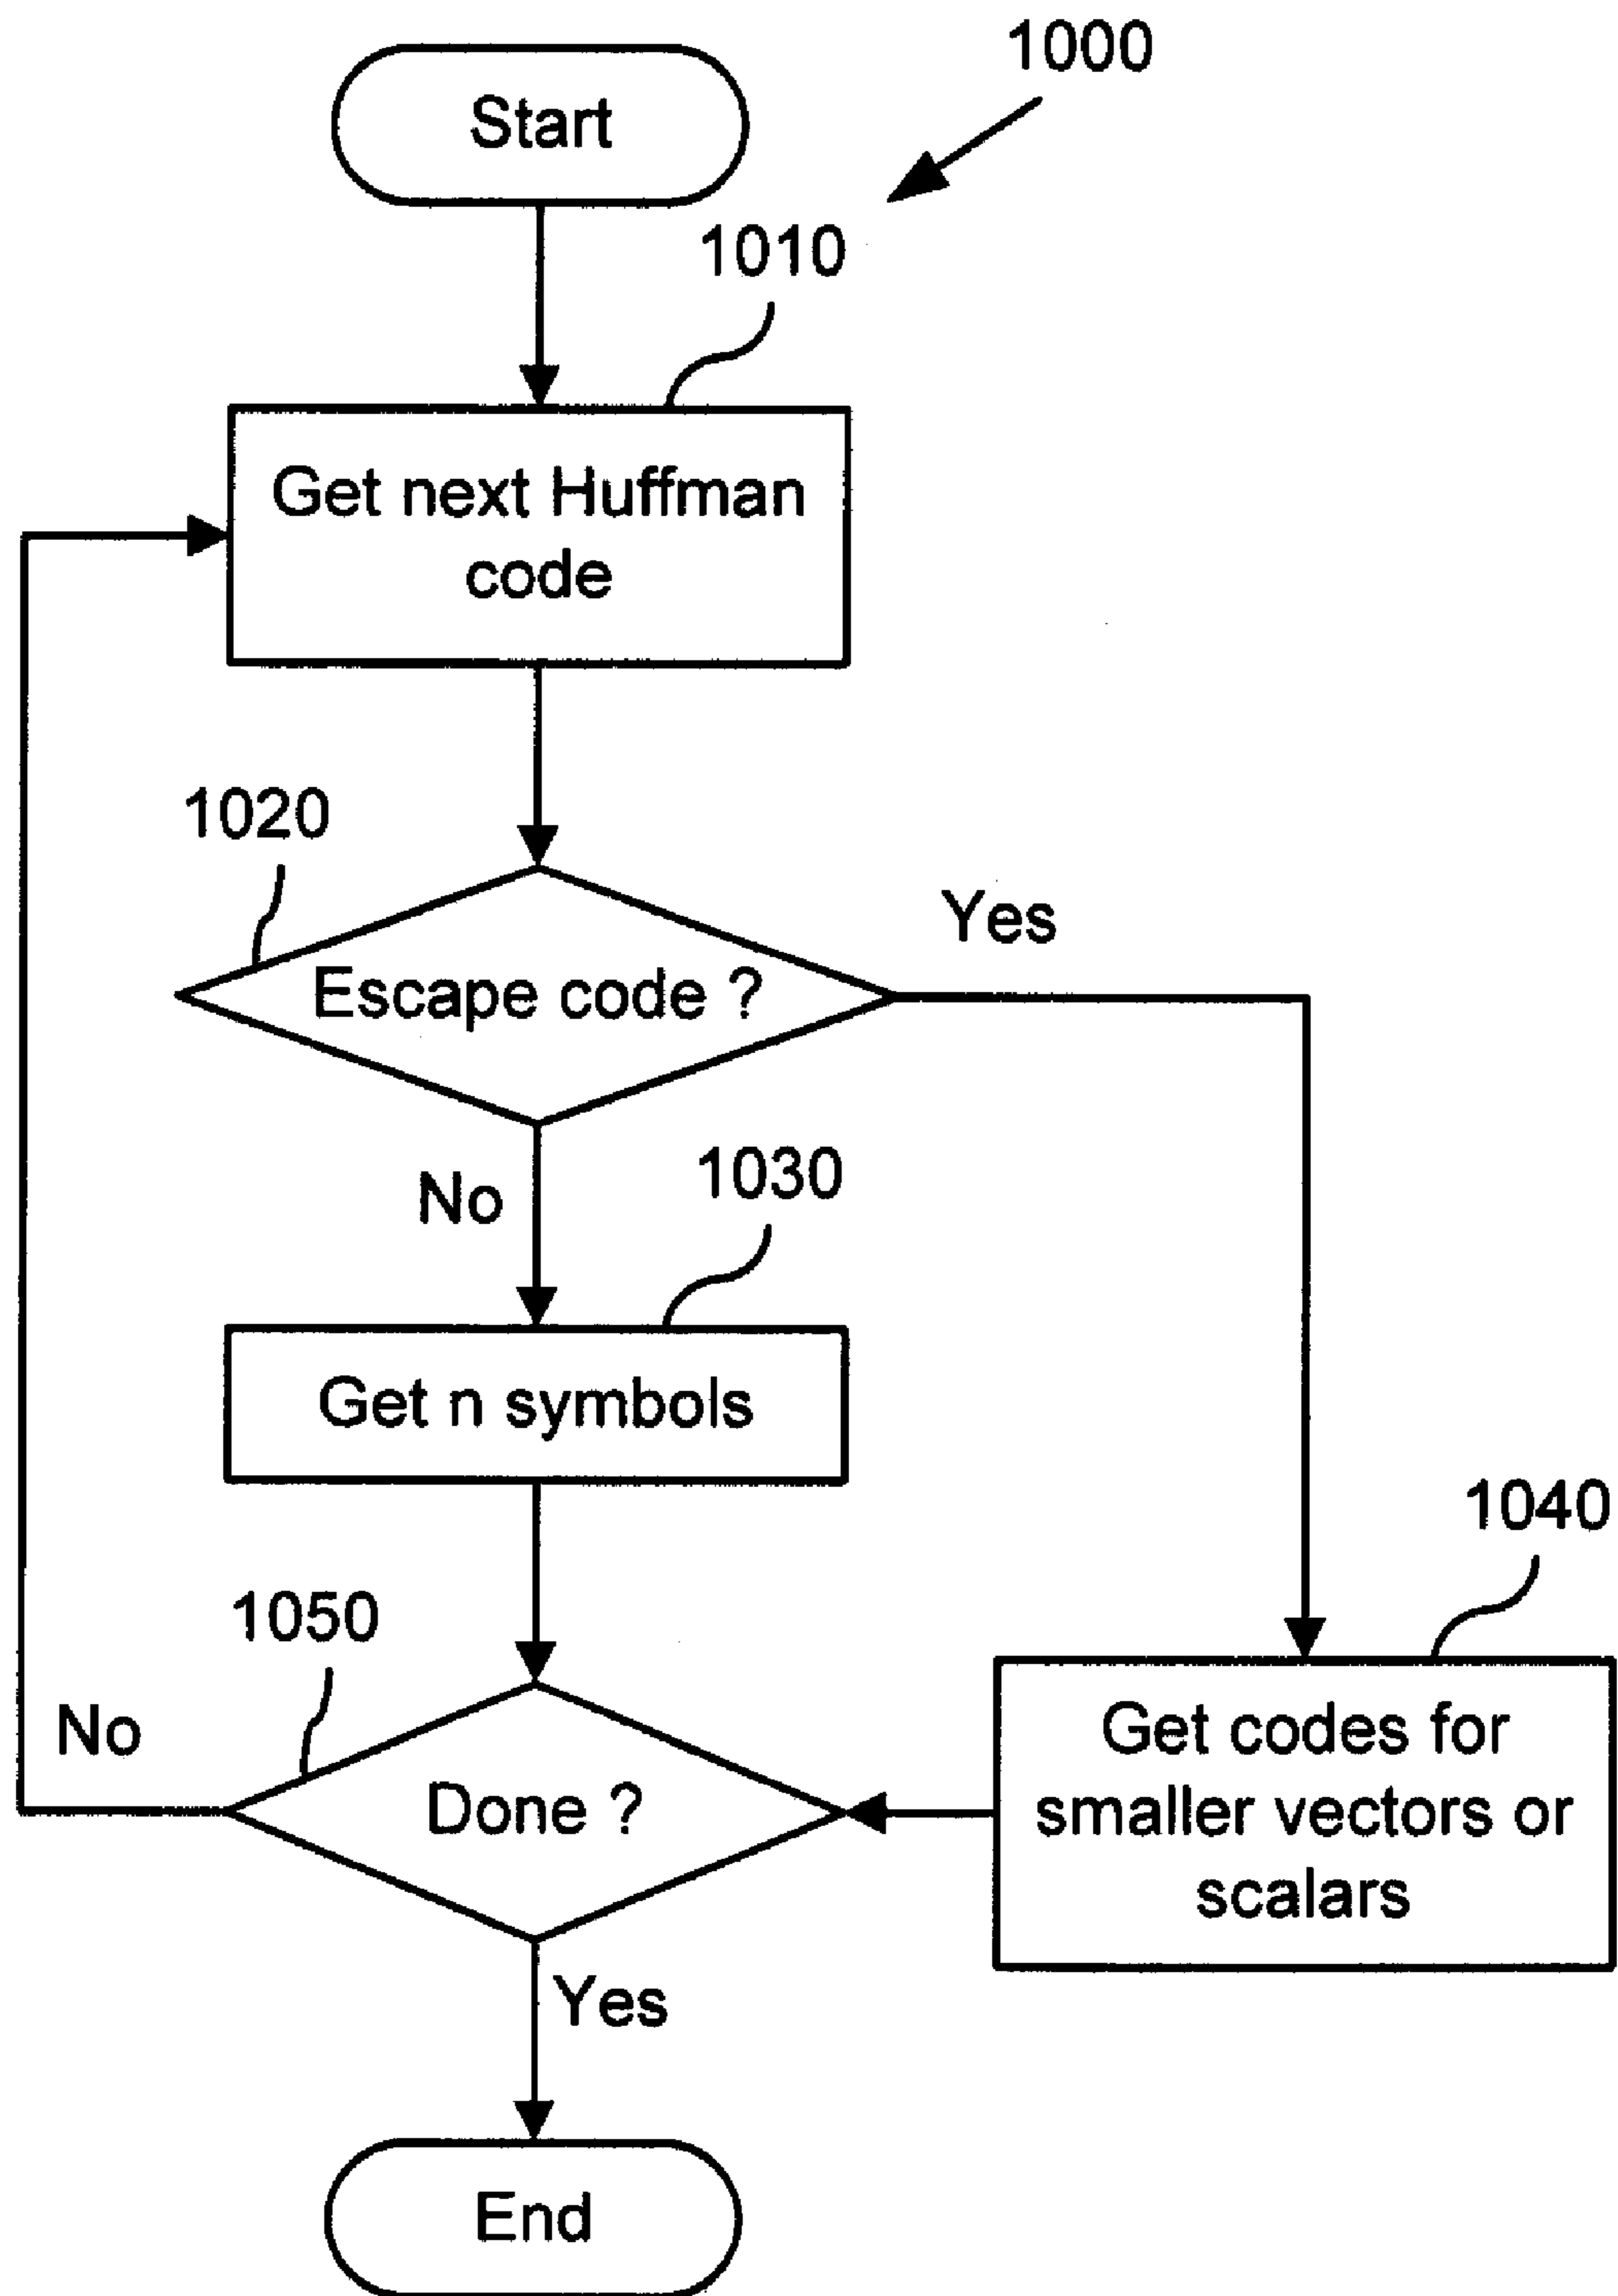 1000
Start
1010
Get next Huffman
code
1020
Escape code ?
Yes
No
1030
Get n symbols
1040
1050
Get codes for
smaller vectors or
scalars
No
Done ?
Yes
End